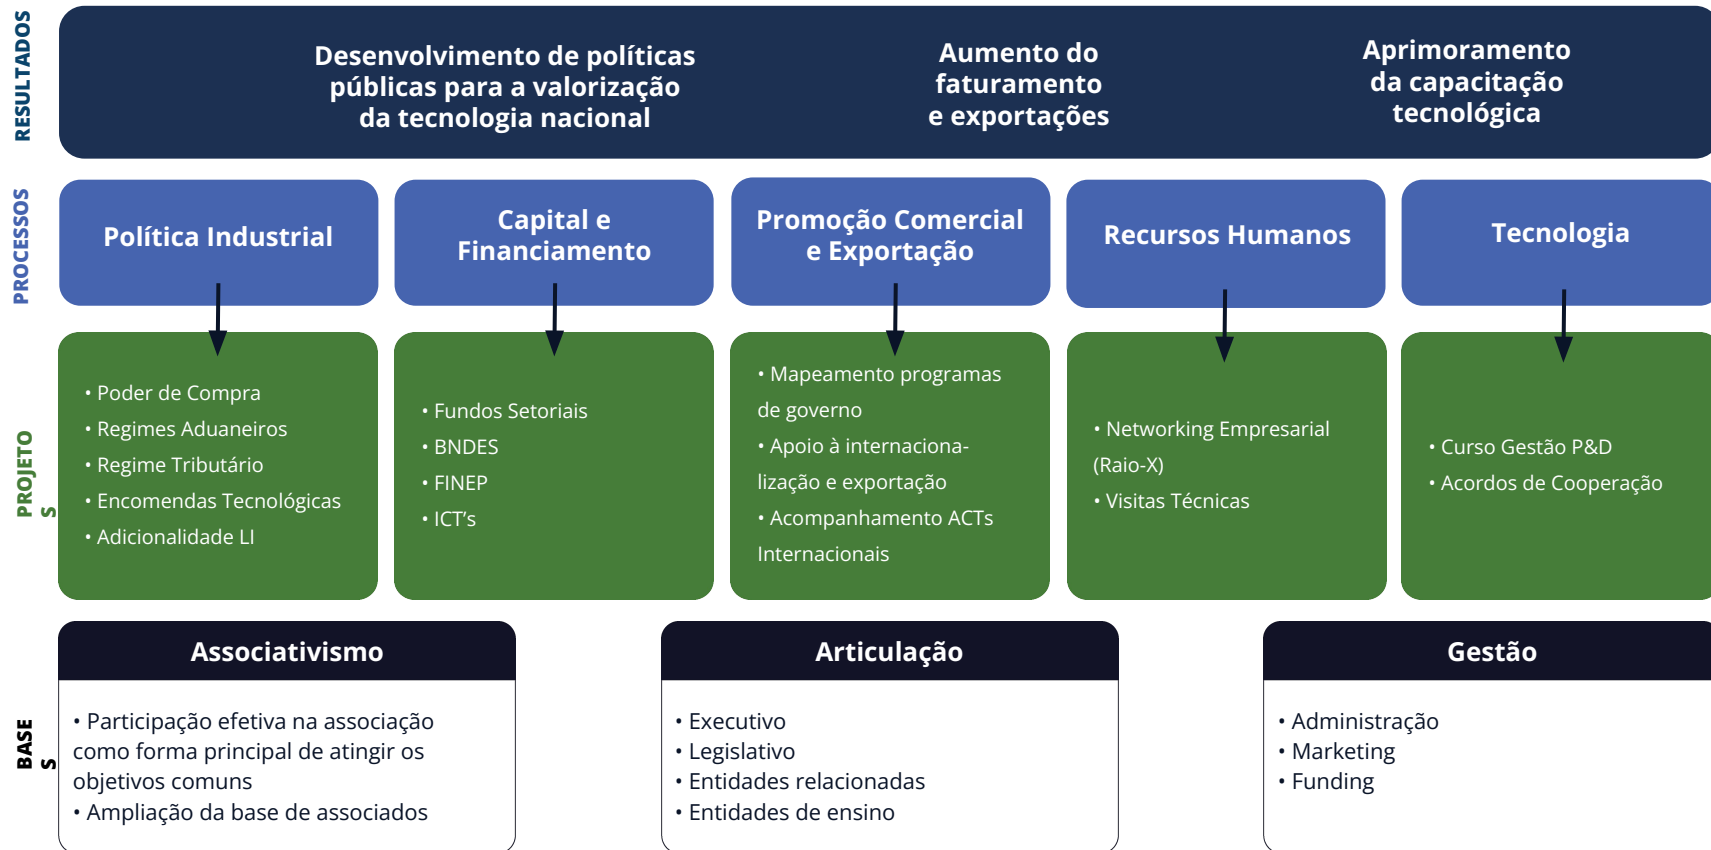 RESULTADOS
Desenvolvimento de políticas
públicas para a valorização
da tecnologia nacional
Aumento do
faturamento
e exportações
Aprimoramento
da capacitação
tecnológica
PROCESSOS
Política Industrial
Capital e
Financiamento
Promoção Comercial
e Exportação
Recursos Humanos
Tecnologia
PROJETO
S
• Poder de Compra
• Regimes Aduaneiros
• Regime Tributário
• Encomendas Tecnológicas
• Adicionalidade LI
• Fundos Setoriais
• BNDES
• FINEP
• ICT’s
• Mapeamento programas
de governo
• Apoio à internaciona-
lização e exportação
• Acompanhamento ACTs
Internacionais
• Networking Empresarial
(Raio-X)
• Visitas Técnicas
• Curso Gestão P&D
• Acordos de Cooperação
BASE
S
Associativismo
• Participação efetiva na associação
como forma principal de atingir os
objetivos comuns
• Ampliação da base de associados
Articulação
• Executivo
• Legislativo
• Entidades relacionadas
• Entidades de ensino
Gestão
• Administração
• Marketing
• Funding